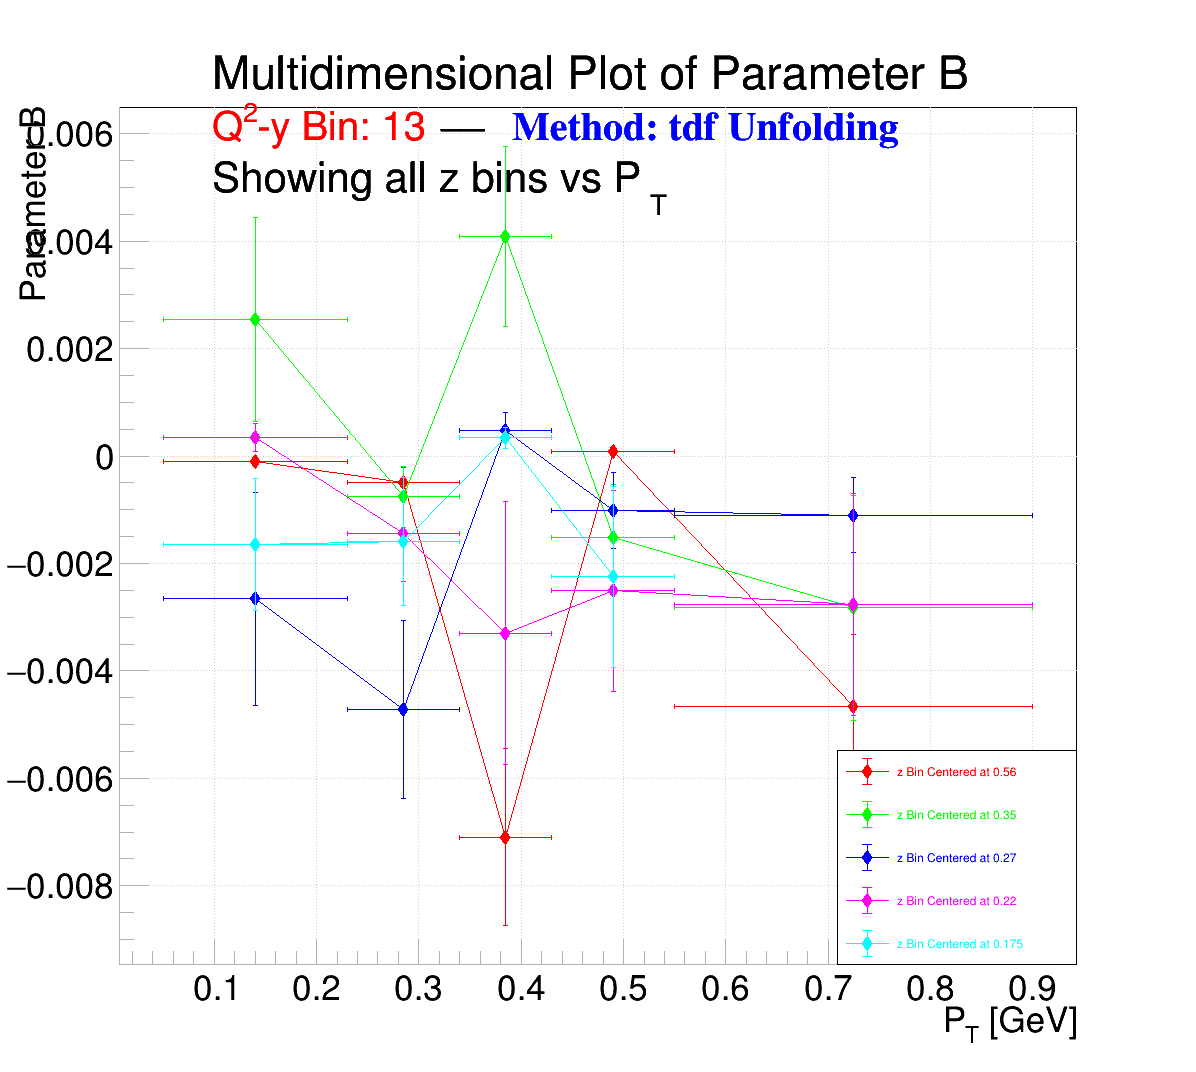 Multidimensional Plot of Parameter B
Q²-y Bin: 13 — Method: tdf Unfolding
Showing all z bins vs P_T
Parameter B
0.006
0.004
0.002
0
−0.002
−0.004
−0.006
−0.008
z Bin Centered at 0.56
z Bin Centered at 0.35
z Bin Centered at 0.27
z Bin Centered at 0.22
z Bin Centered at 0.175
0.1 0.2 0.3 0.4 0.5 0.6 0.7 0.8 0.9
P_T [GeV]